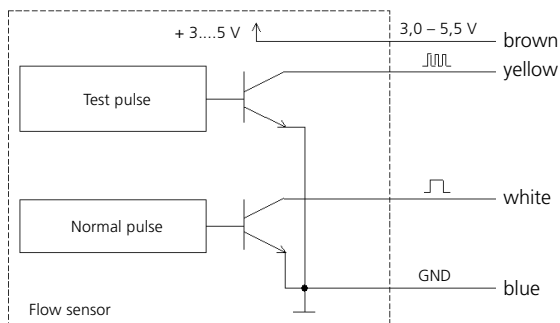 + 3....5 V
3,0 – 5,5 V
brown
yellow
Test pulse
white
Normal pulse
GND
blue
Flow sensor